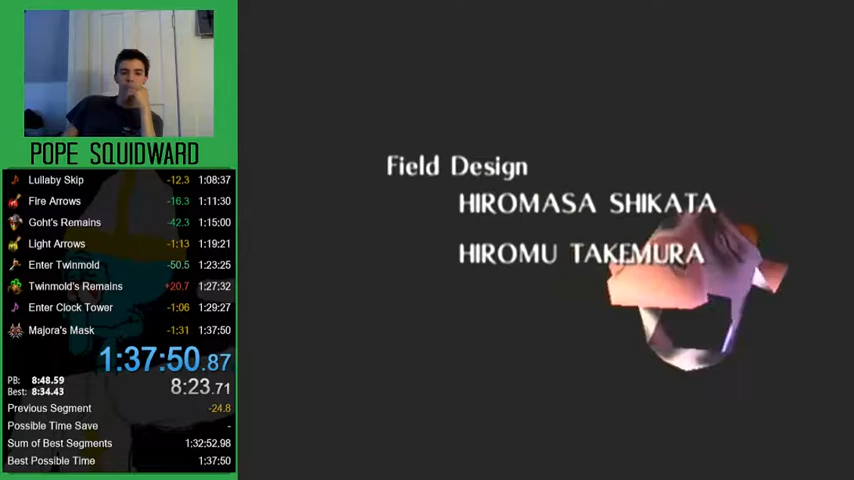 POPE SQUIDWARD
Lullaby Skip -12.3 1:08:37
Fire Arrows -16.3 1:11:30
Goht's Remains -42.3 1:15:00
Light Arrows -1:13 1:19:21
Enter Twinmold -50.5 1:23:25
Twinmold's Remains +20.7 1:27:32
Enter Clock Tower -1:06 1:29:27
Majora's Mask -1:31 1:37:50
1:37:50.87
PB: 8:48.59
Best: 8:34.43
8:23.71
Previous Segment -24.8
Possible Time Save -
Sum of Best Segments 1:32:52.98
Best Possible Time 1:37:50
Field Design
HIROMASA SHIKATA
HIROMU TAKEMURA